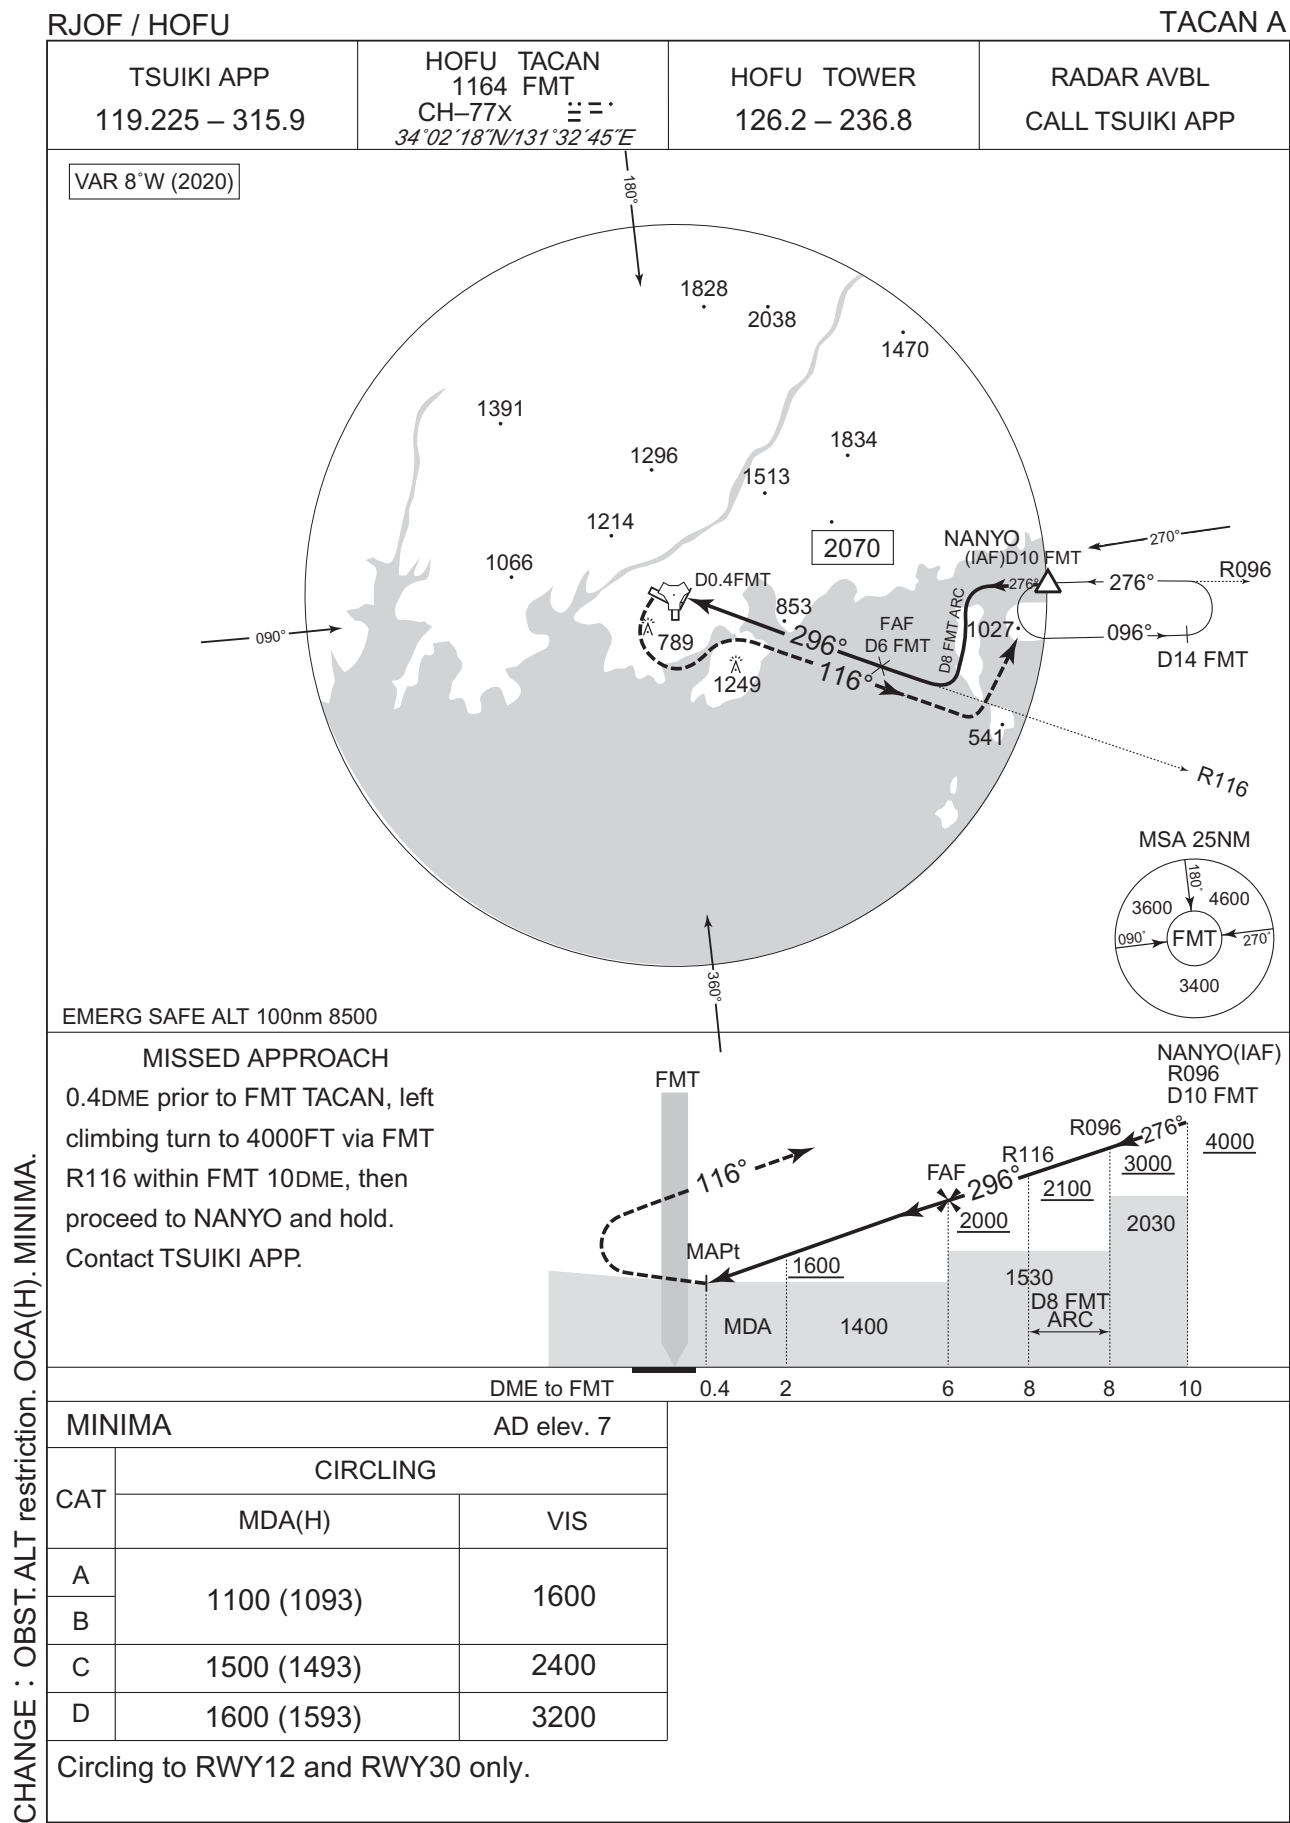 RJOF / HOFU
TACAN A
TSUIKI APP
119.225 – 315.9
HOFU TACAN
1164 FMT
CH–77X
34°02´18˝N/131°32´45˝E
HOFU TOWER
126.2 – 236.8
RADAR AVBL
CALL TSUIKI APP
VAR 8°W (2020)
180°
1828
2038
1470
1391
1296
1834
1513
1214
1066
2070
NANYO
(IAF)D10 FMT
270°
276°
276°
R096
D0.4FMT
853
789
1249
090°
296°
116°
FAF
D6 FMT
D8 FMT ARC
1027
096°
D14 FMT
541
R116
360°
MSA 25NM
180°
3600
4600
090°
FMT
270°
3400
EMERG SAFE ALT 100nm 8500
MISSED APPROACH
0.4DME prior to FMT TACAN, left
climbing turn to 4000FT via FMT
R116 within FMT 10DME, then
proceed to NANYO and hold.
Contact TSUIKI APP.
FMT
116°
MAPt
NANYO(IAF)
R096
D10 FMT
R096
276°
4000
R116
3000
FAF
296°
2100
2000
2030
1600
1530
D8 FMT
ARC
MDA
1400
DME to FMT
0.4
2
6
8
8
10
MINIMA
AD elev. 7
CAT
CIRCLING
MDA(H)
VIS
A
B
1100 (1093)
1600
C
1500 (1493)
2400
D
1600 (1593)
3200
Circling to RWY12 and RWY30 only.
CHANGE : OBST. ALT restriction. OCA(H). MINIMA.